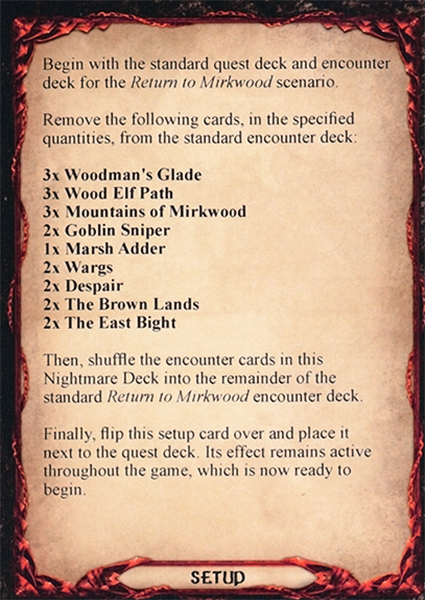 Begin with the standard quest deck and encounter
deck for the Return to Mirkwood scenario.
Remove the following cards, in the specified
quantities, from the standard encounter deck:
3x Woodman's Glade
3x Wood Elf Path
3x Mountains of Mirkwood
2x Goblin Sniper
1x Marsh Adder
2x Wargs
2x Despair
2x The Brown Lands
2x The East Bight
Then, shuffle the encounter cards in this
Nightmare Deck into the remainder of the
standard Return to Mirkwood encounter deck.
Finally, flip this setup card over and place it
next to the quest deck. Its effect remains active
throughout the game, which is now ready to
begin.
SETUP